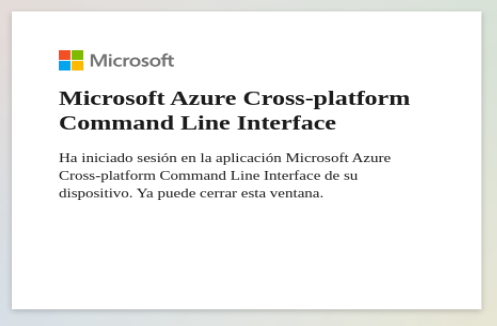 Microsoft
Microsoft Azure Cross-platform
Command Line Interface
Ha iniciado sesión en la aplicación Microsoft Azure
Cross-platform Command Line Interface de su
dispositivo. Ya puede cerrar esta ventana.